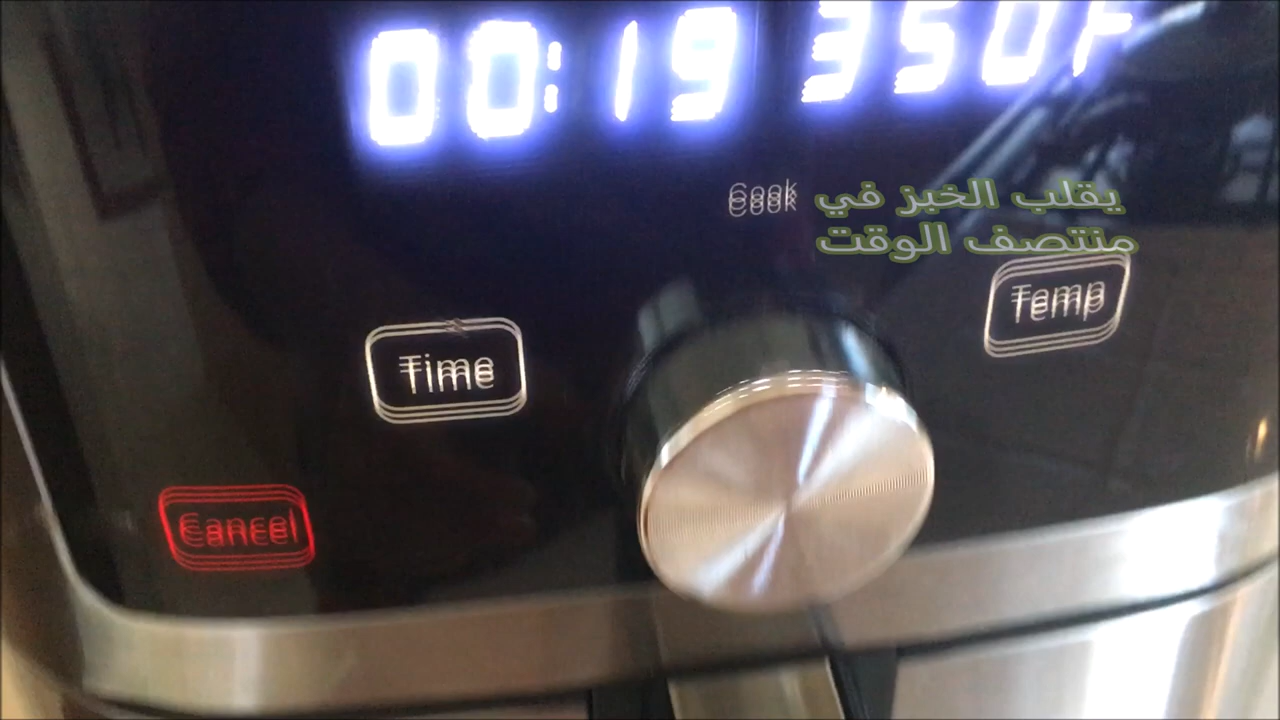 00:19 350F
Cook
يقلب الخبز في
منتصف الوقت
Temp
Time
Cancel